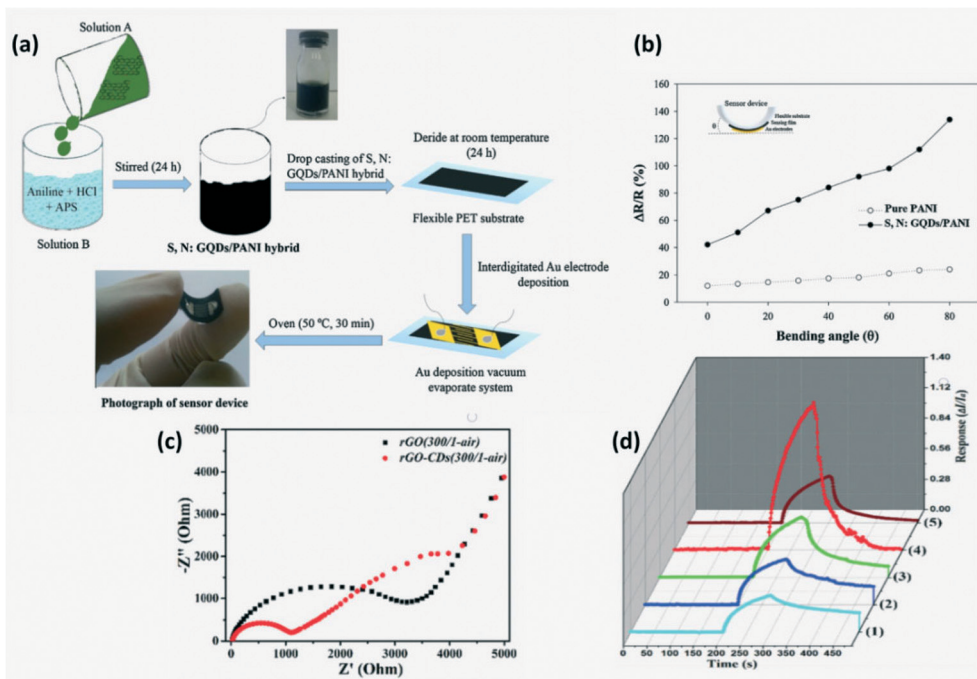 (a)
Solution A
Aniline + HCl
+ APS
Solution B
Stirred (24 h)
S, N: GQDs/PANI hybrid
Drop casting of S, N:
GQDs/PANI hybrid
Deride at room temperature
(24 h)
Flexible PET substrate
Interdigitated Au electrode
deposition
Au deposition vacuum
evaporate system
Oven (50 °C, 30 min)
Photograph of sensor device
(b)
ΔR/R (%)
160
140
120
100
80
60
40
20
0
Sensor device
θ
Flexible substrate
Sensing film
Au electrodes
Pure PANI
S, N: GQDs/PANI
0 20 40 60 80
Bending angle (θ)
(c)
-Z'' (Ohm)
5000
4000
3000
2000
1000
0
rGO(300/1-air)
rGO-CDs(300/1-air)
0 1000 2000 3000 4000 5000
Z' (Ohm)
(d)
1.40
1.12
0.84
0.56
0.28
0.00
(5)
(4)
(3)
(2)
(1)
0 50 100 150 200 250 300 350 400 450
Time (s)